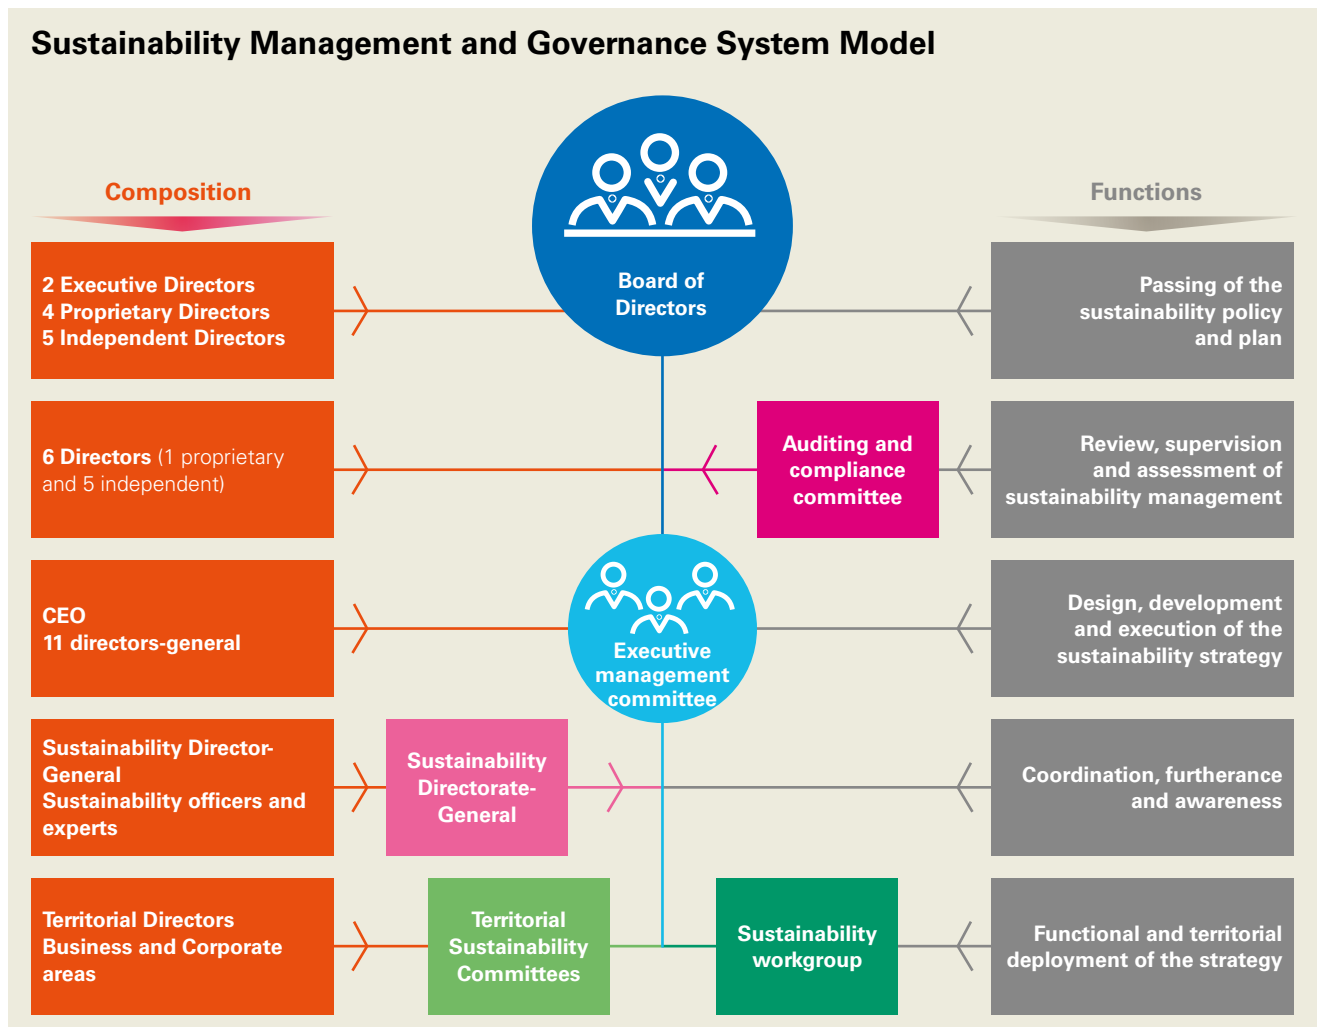 Sustainability Management and Governance System Model
Composition
Functions
Board of
Directors
2 Executive Directors
4 Proprietary Directors
5 Independent Directors
Passing of the
sustainability policy
and plan
6 Directors (1 proprietary
and 5 independent)
Auditing and
compliance
committee
Review, supervision
and assessment of
sustainability management
CEO
11 directors-general
Executive
management
committee
Design, development
and execution of the
sustainability strategy
Sustainability Director-
General
Sustainability officers and
experts
Sustainability
Directorate-
General
Coordination, furtherance
and awareness
Territorial Directors
Business and Corporate
areas
Territorial
Sustainability
Committees
Sustainability
workgroup
Functional and territorial
deployment of the strategy